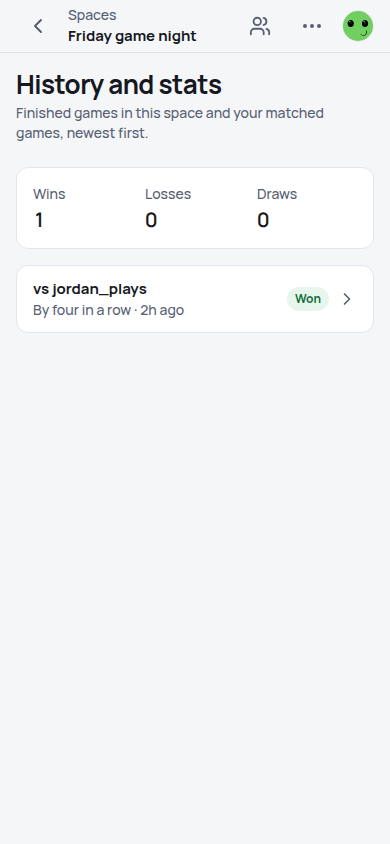 Spaces
Friday game night
History and stats
Finished games in this space and your matched
games, newest first.
Wins
Losses
Draws
1
0
0
vs jordan_plays
By four in a row · 2h ago
Won